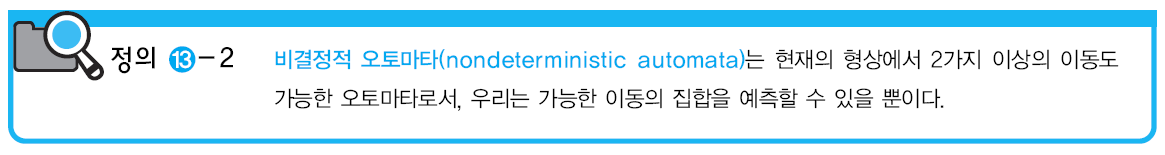 정의 ⓭-2 비결정적 오토마타(nondeterministic automata)는 현재의 형상에서 2가지 이상의 이동도
가능한 오토마타로서, 우리는 가능한 이동의 집합을 예측할 수 있을 뿐이다.